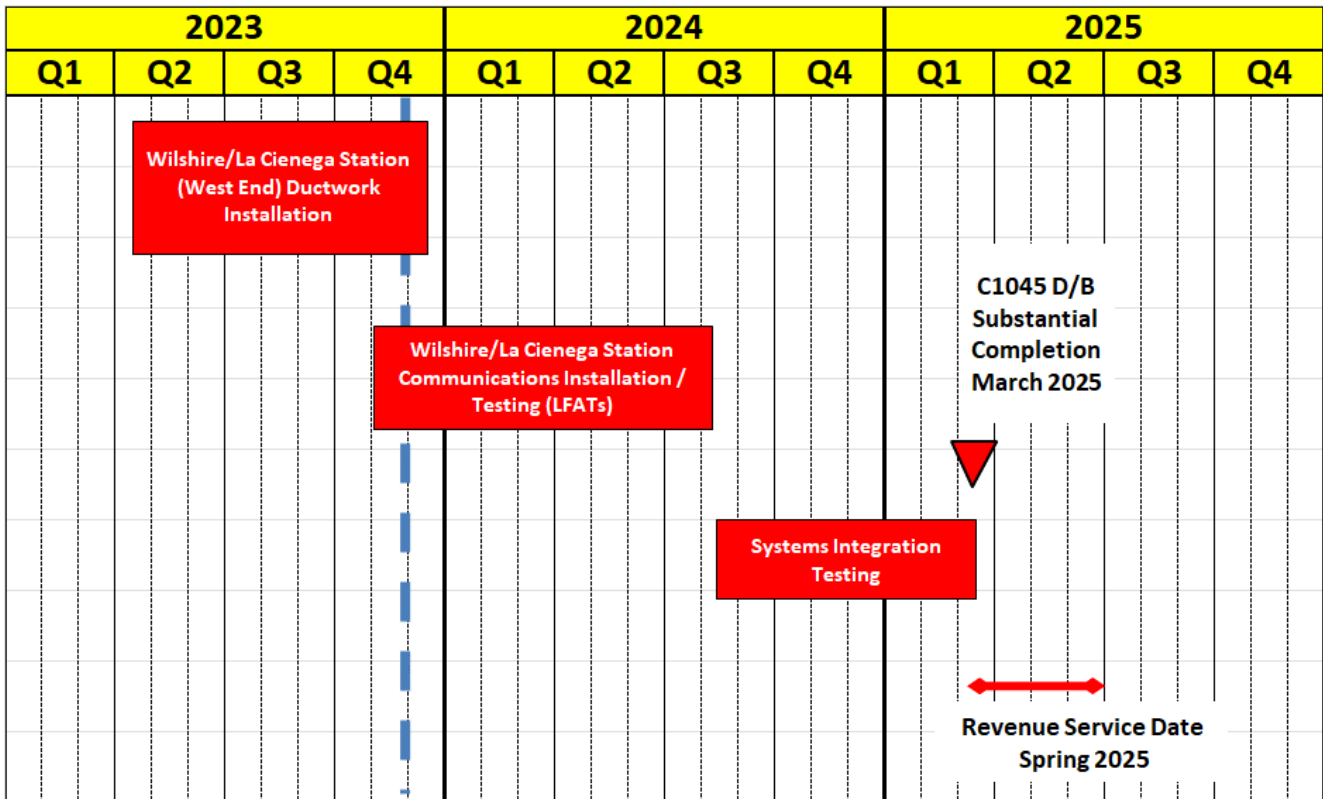 2023 2024 2025
Q1 Q2 Q3 Q4 Q1 Q2 Q3 Q4 Q1 Q2 Q3 Q4
Wilshire/La Cienega Station
(West End) Ductwork
Installation
C1045 D/B
Substantial
Completion
March 2025
Wilshire/La Cienega Station
Communications Installation /
Testing (LFATs)
Systems Integration
Testing
Revenue Service Date
Spring 2025